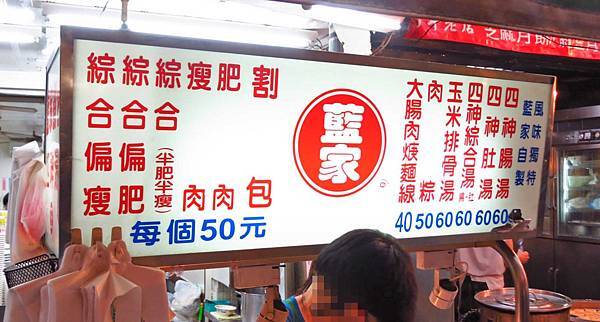 割包
肥肉
瘦肉
綜合(半肥半瘦)
綜合偏肥
綜合偏瘦
每個50元
藍家
風味獨特
藍家自製
四神腸湯 60
四神肚湯 60
四神綜合湯 60
玉米排骨湯 60
肉粽 50
大腸肉焿麵線 40